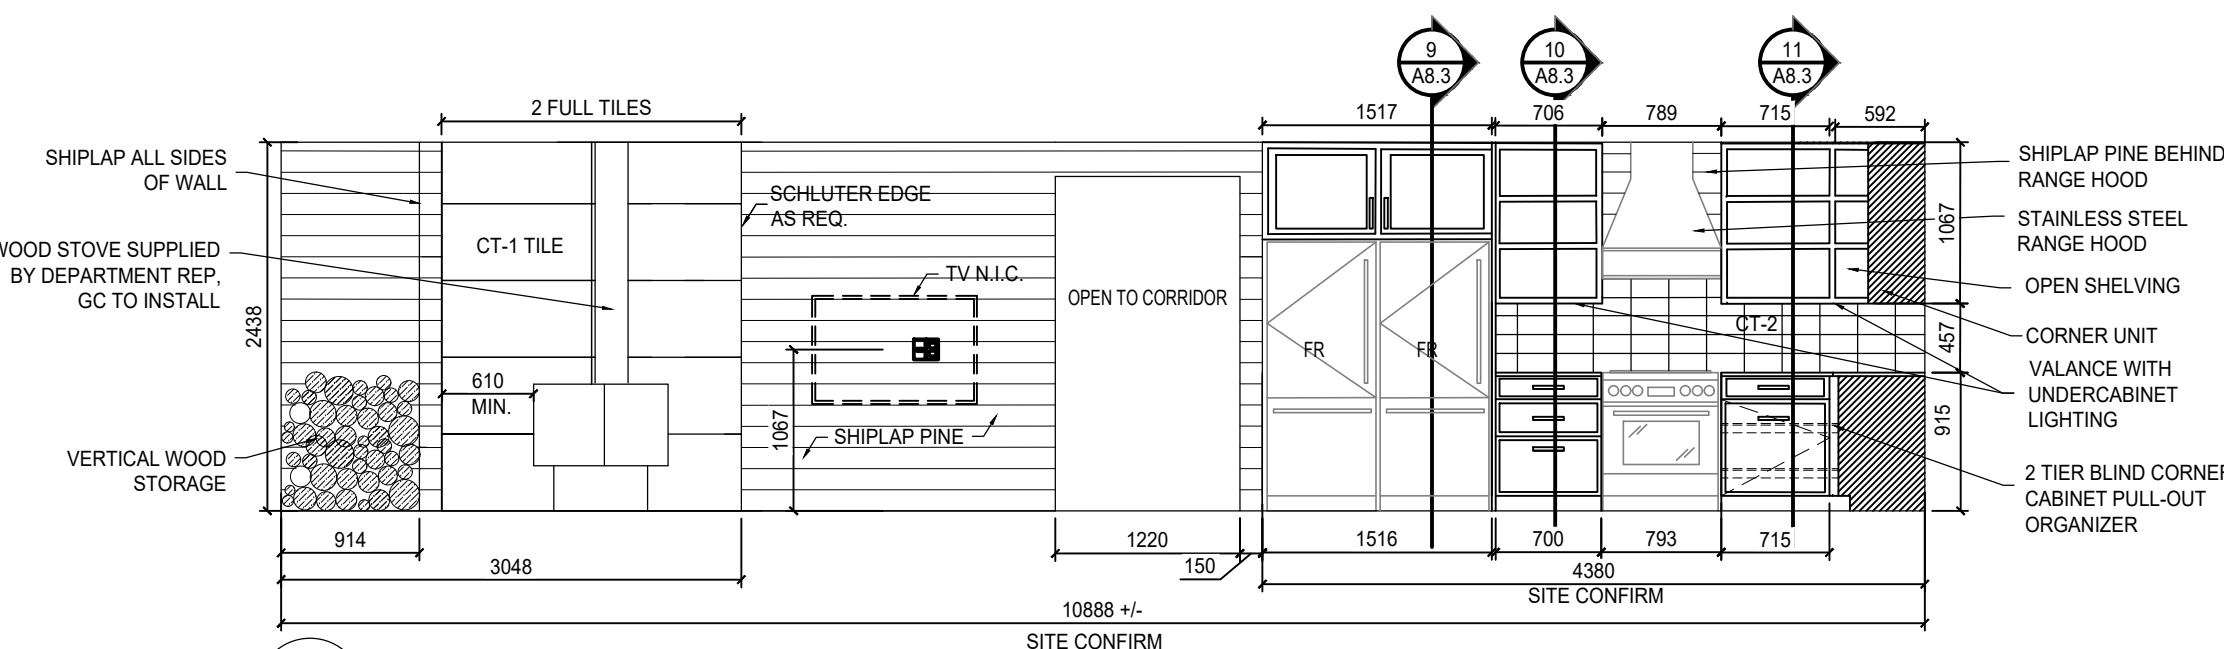 9
A8.3
10
A8.3
11
A8.3
2 FULL TILES
1517
706
789
715
592
SHIPLAP ALL SIDES
OF WALL
SHIPLAP PINE BEHIND
RANGE HOOD
SCHLUTER EDGE
AS REQ.
STAINLESS STEEL
RANGE HOOD
1067
WOOD STOVE SUPPLIED
BY DEPARTMENT REP,
GC TO INSTALL
CT-1 TILE
TV N.I.C.
OPEN TO CORRIDOR
OPEN SHELVING
2438
CT-2
CORNER UNIT
457
FR
FR
VALANCE WITH
UNDERCABINET
LIGHTING
610
MIN.
1067
SHIPLAP PINE
915
VERTICAL WOOD
STORAGE
2 TIER BLIND CORNER
CABINET PULL-OUT
ORGANIZER
914
1220
1516
700
793
715
3048
150
4380
SITE CONFIRM
10888 +/-
SITE CONFIRM